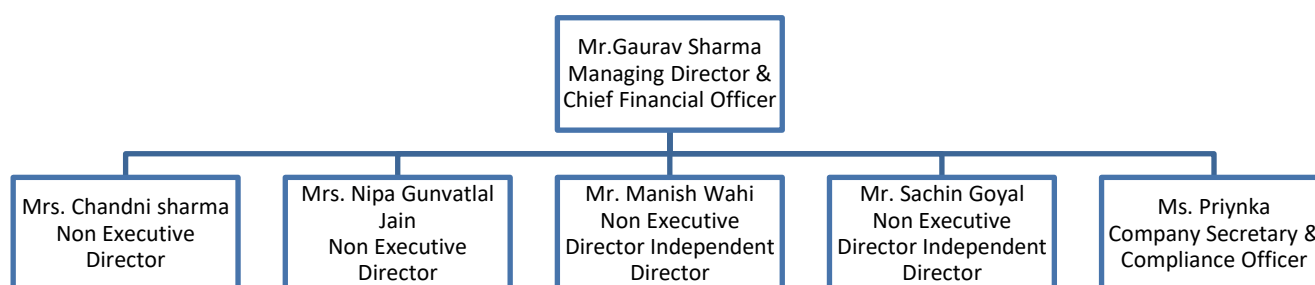 Mr.Gaurav Sharma
Managing Director &
Chief Financial Officer
Mrs. Chandni sharma
Non Executive
Director
Mrs. Nipa Gunvatlal
Jain
Non Executive
Director
Mr. Manish Wahi
Non Executive
Director Independent
Director
Mr. Sachin Goyal
Non Executive
Director Independent
Director
Ms. Priynka
Company Secretary &
Compliance Officer